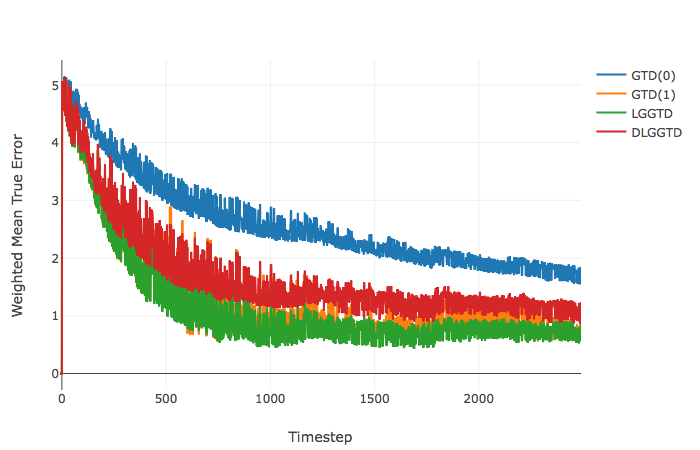 Weighted Mean True Error
5
4
3
2
1
0
0
500
1000
1500
2000
Timestep
GTD(0)
GTD(1)
LGGTD
DLGGTD